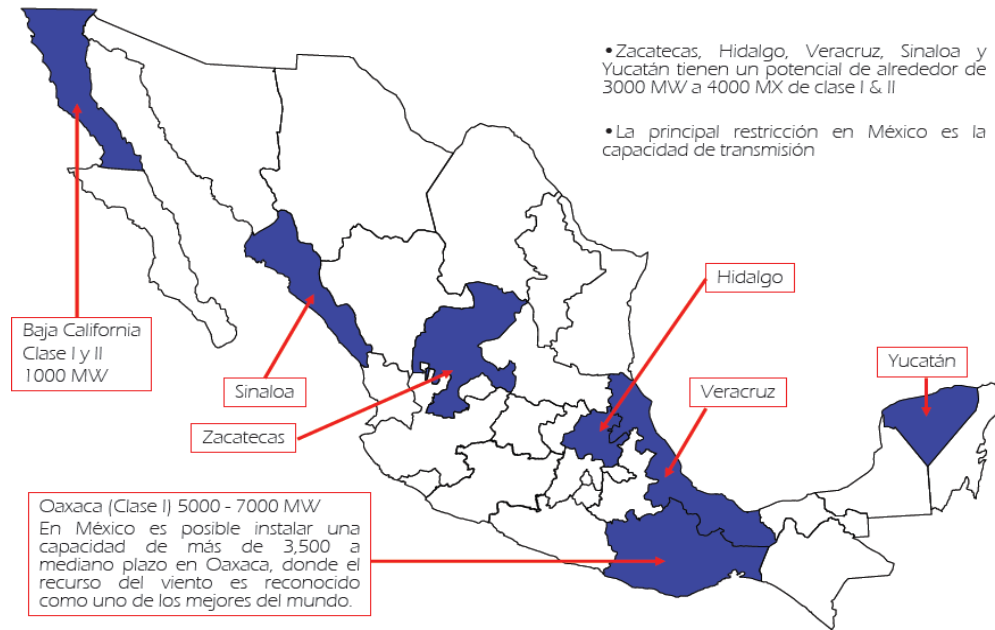 •Zacatecas, Hidalgo, Veracruz, Sinaloa y
Yucatán tienen un potencial de alrededor de
3000 MW a 4000 MX de clase I & II
•La principal restricción en México es la
capacidad de transmisión
Hidalgo
Baja California
Clase I y II
1000 MW
Yucatán
Sinaloa
Veracruz
Zacatecas
Oaxaca (Clase I) 5000 - 7000 MW
En México es posible instalar una
capacidad de más de 3,500 a
mediano plazo en Oaxaca, donde el
recurso del viento es reconocido
como uno de los mejores del mundo.